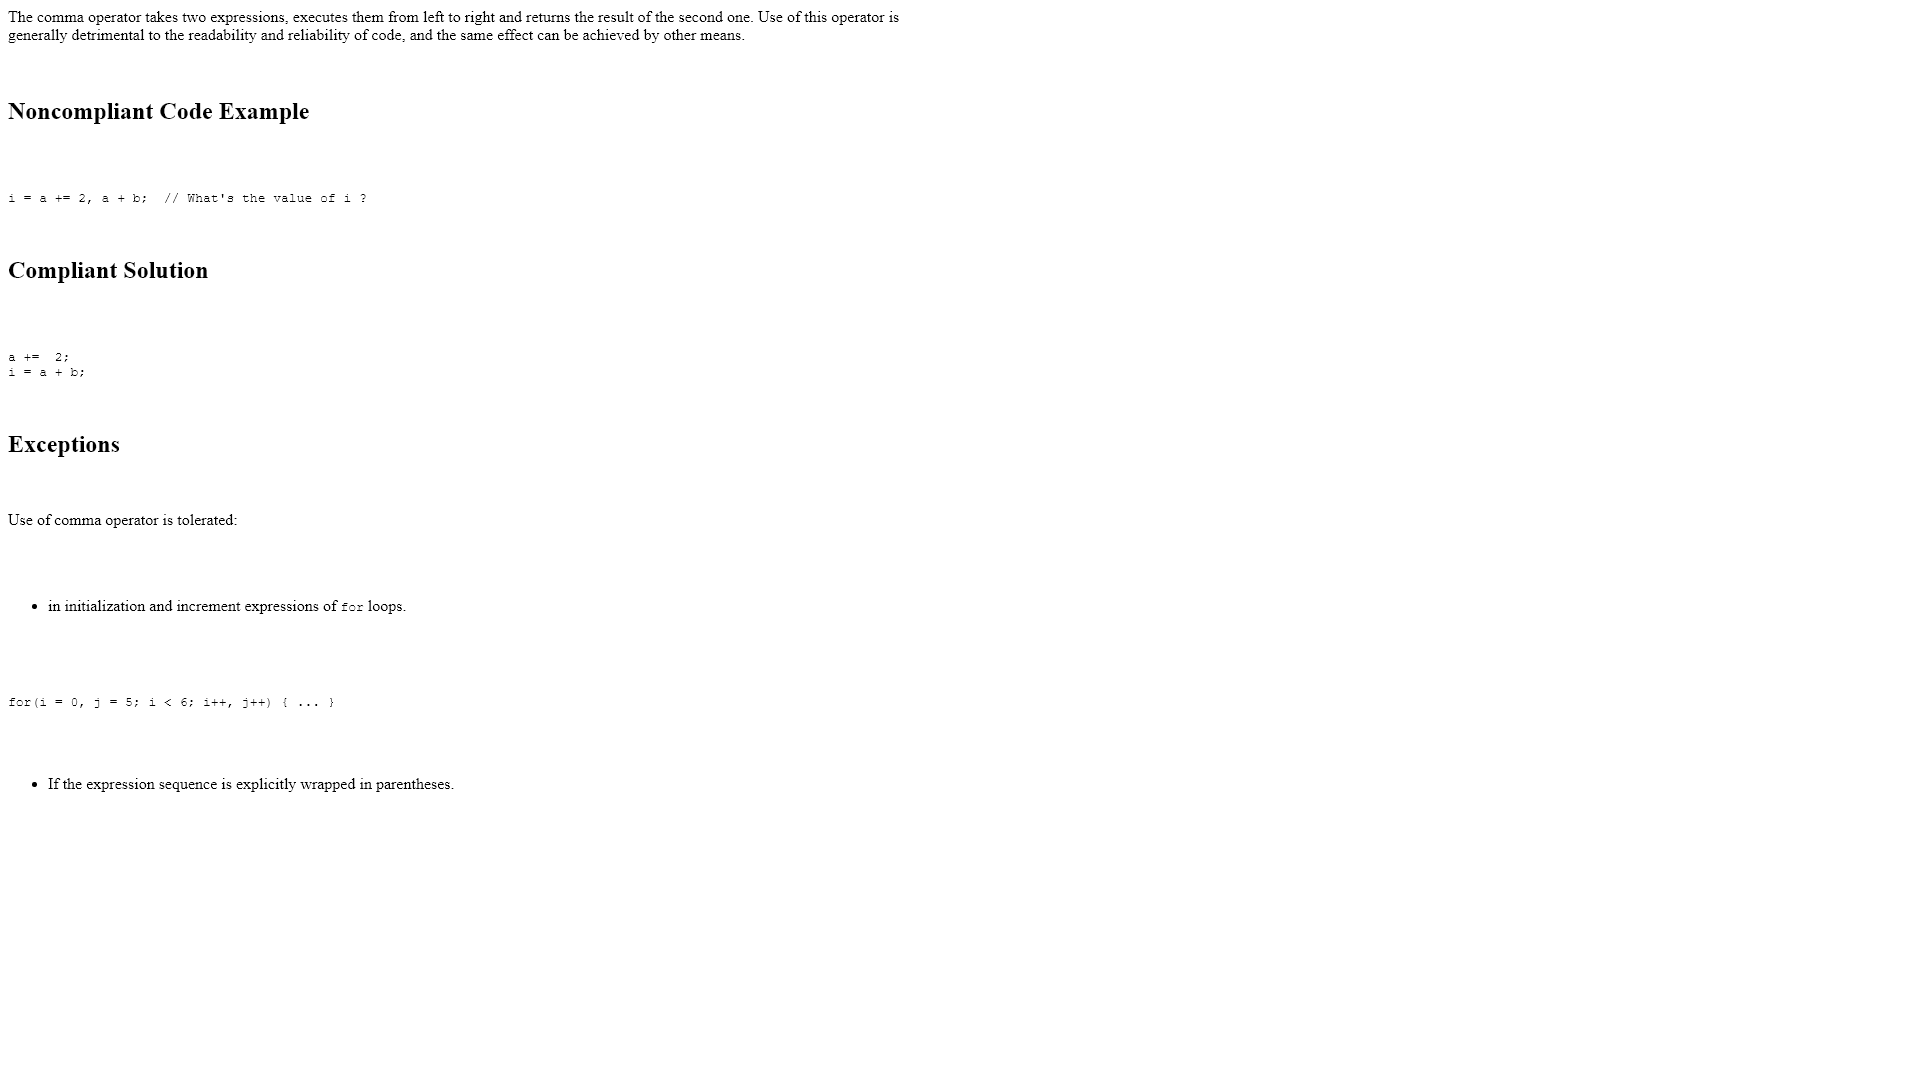 The comma operator takes two expressions, executes them from left to right and returns the result of the second one. Use of this operator is
generally detrimental to the readability and reliability of code, and the same effect can be achieved by other means.
Noncompliant Code Example
i = a += 2, a + b;  // What's the value of i ?
Compliant Solution
a +=  2;
i = a + b;
Exceptions
Use of comma operator is tolerated:
• in initialization and increment expressions of for loops.
for(i = 0, j = 5; i < 6; i++, j++) { ... }
• If the expression sequence is explicitly wrapped in parentheses.